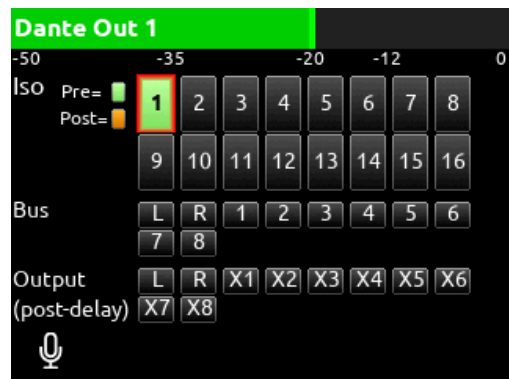 Dante Out 1
-50 -35 -20 -12 0
Iso Pre= 1 2 3 4 5 6 7 8
Post=
9 10 11 12 13 14 15 16
Bus L R 1 2 3 4 5 6
7 8
Output L R X1 X2 X3 X4 X5 X6
(post-delay) X7 X8